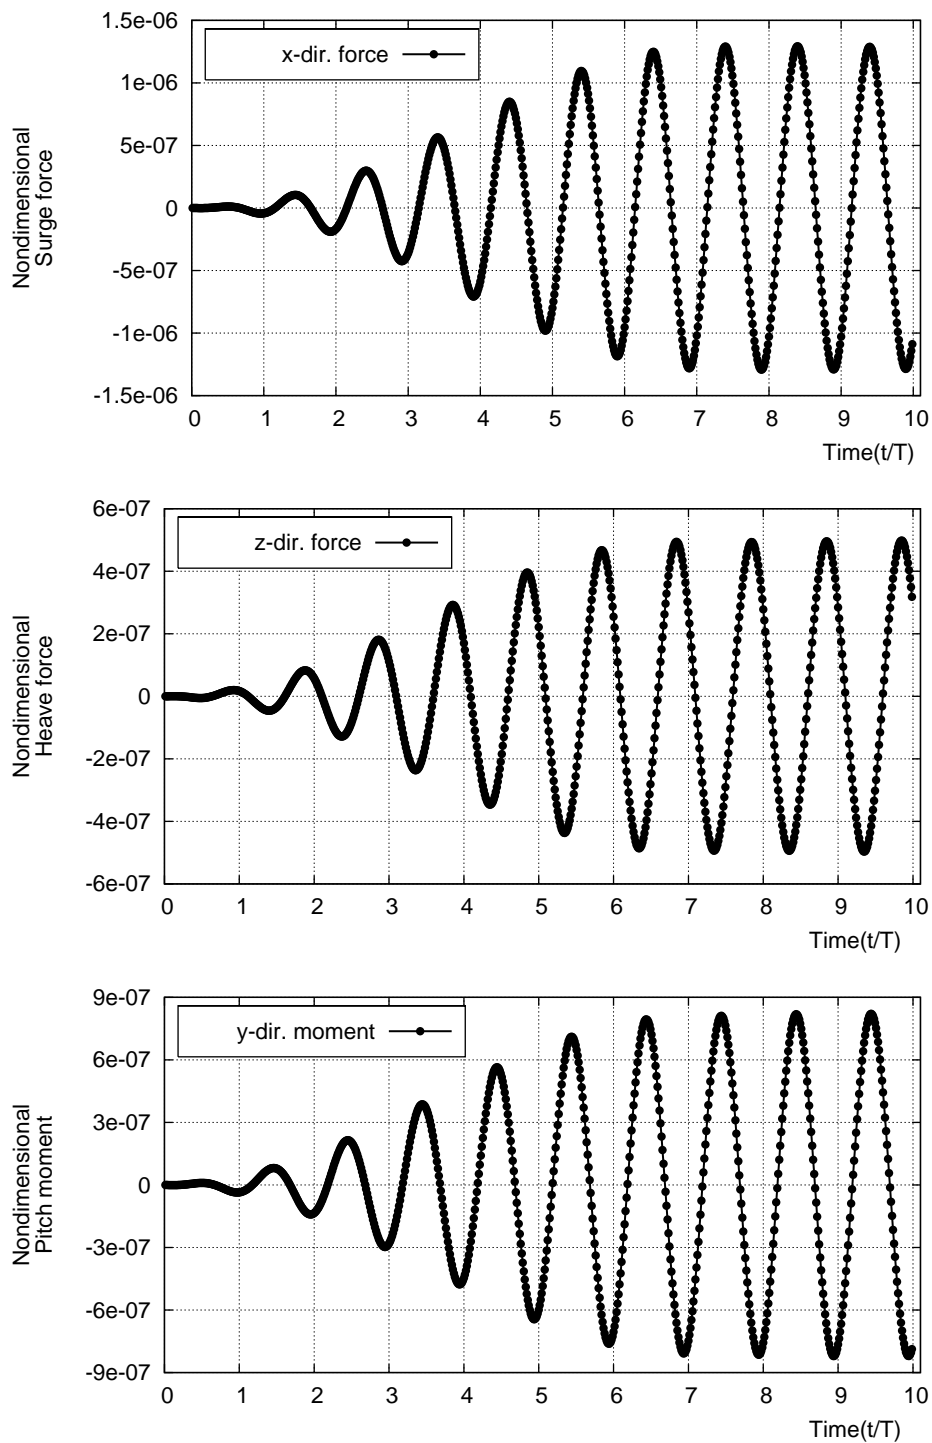 1.5e-06
x-dir. force
1e-06
5e-07
0
-5e-07
-1e-06
-1.5e-06
Nondimensional
Surge force
0 1 2 3 4 5 6 7 8 9 10
Time(t/T)
6e-07
z-dir. force
4e-07
2e-07
0
-2e-07
-4e-07
-6e-07
Nondimensional
Heave force
0 1 2 3 4 5 6 7 8 9 10
Time(t/T)
9e-07
y-dir. moment
6e-07
3e-07
0
-3e-07
-6e-07
-9e-07
Nondimensional
Pitch moment
0 1 2 3 4 5 6 7 8 9 10
Time(t/T)